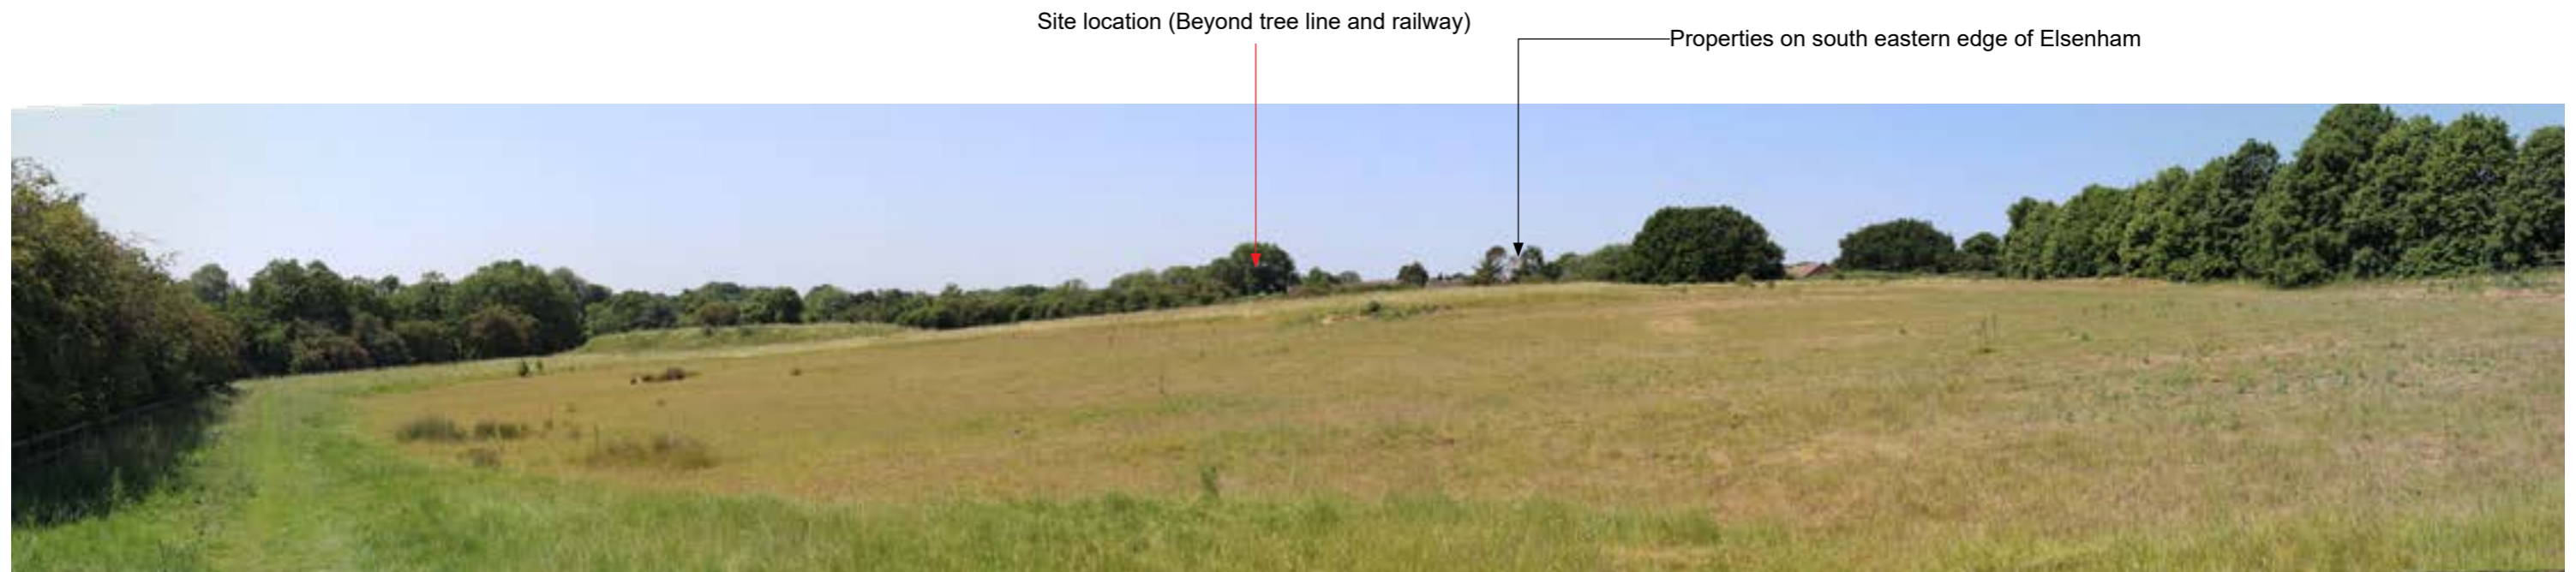 Site location (Beyond tree line and railway)
Properties on south eastern edge of Elsenham